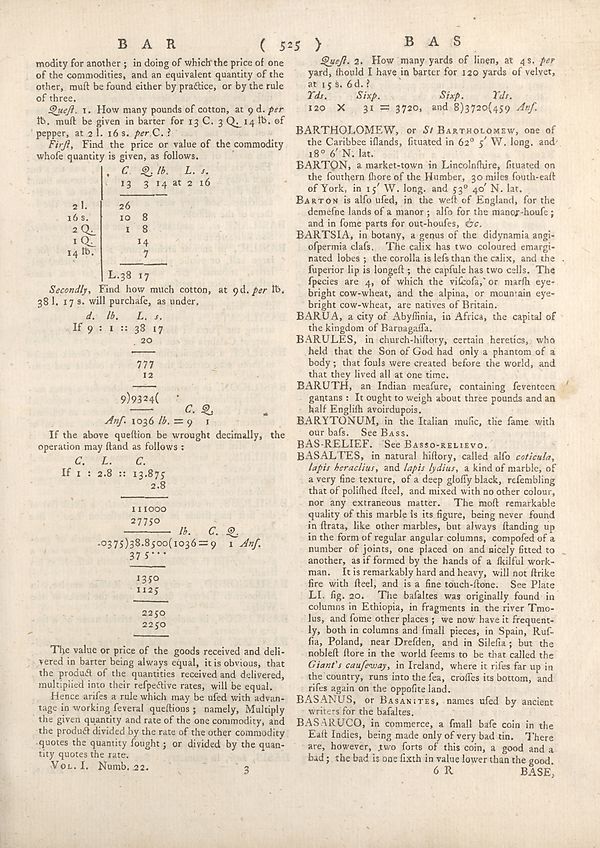 BAR ( 525 ) BAS
modity for another ; in doing of which the price of one
of the commodities, and an equivalent quantity of the
other, muſt be found either by practice, or by the rule
of three.
Queſt. 1. How many pounds of cotton, at 9 d. per
lb. muſt be given in barter for 13 C. 3 Q. 14 lb. of
pepper, at 2 l. 16 s. per C. ?
Firſt, Find the price or value of the commodity
whoſe quantity is given, as follows.
C. Q. lb. L. s.
13 3 14 at 2 16
2 l. 26
16 s. 10 8
2 Q. 1 8
1 Q. 14
14 lb. 7
L.38 17
Secondly, Find how much cotton, at 9d. per lb.
38 l. 17 s. will purchaſe, as under,
d. lb. L. s.
If 9 : 1 :: 38 17
20
777
12
9)9324(
C. Q.
Anſ. 1036 lb. = 9 1
If the above queſtion be wrought decimally, the
operation may ſtand as follows :
C. L. C.
If 1 : 2.8 :: 13.875
2.8
111000
27750
lb. C. Q.
.0375)38.8500(1036 = 9 1 Anſ.
375···
1350
1125
2250
2250
The value or price of the goods received and deli-
vered in barter being always equal, it is obvious, that
the product of the quantities received and delivered,
multiplied into their reſpective rates, will be equal.
Hence ariſes a rule which may be uſed with advan-
tage in working ſeveral queſtions ; namely, Multiply
the given quantity and rate of the one commodity, and
the product divided by the rate of the other commodity
quotes the quantity ſought ; or divided by the quan-
tity quotes the rate.
VOL. I. Numb. 22. 3
Queſt. 2. How many yards of linen, at 4 s. per
yard, ſhould I have in barter for 120 yards of velvet,
at 15 s. 6 d. ?
Yds. Sixp. Sixp. Yds.
120 X 31 = 3720, and 8)3720(459 Anſ.
BARTHOLOMEW, or St BARTHOLOMEW, one of
the Caribbee iſlands, ſituated in 62° 5′ W. long. and
18° 6′ N. lat.
BARTON, a market-town in Lincolnſhire, ſituated on
the ſouthern ſhore of the Humber, 30 miles ſouth-eaſt
of York, in 15′ W. long. and 53° 40′ N. lat.
BARTON is alſo uſed, in the weſt of England, for the
demeſne lands of a manor ; alſo for the manor-houſe ;
and in ſome parts for out-houſes, &c.
BARTSIA, in botany, a genus of the didynamia angi-
oſpermia claſs. The calix has two coloured emargi-
nated lobes ; the corolla is leſs than the calix, and the
ſuperior lip is longeſt ; the capſule has two cells. The
ſpecies are 4, of which the viſcoſa, or marſh eye-
bright cow-wheat, and the alpina, or mountain eye-
bright cow-wheat, are natives of Britain.
BARUA, a city of Abyſſinia, in Africa, the capital of
the kingdom of Barnagaſſa.
BARULES, in church-hiſtory, certain heretics, who
held that the Son of God had only a phantom of a
body ; that ſouls were created before the world, and
that they lived all at one time.
BARUTH, an Indian meaſure, containing ſeventeen
gantans : It ought to weigh about three pounds and an
half Engliſh avoirdupois.
BARYTONUM, in the Italian muſic, the ſame with
our baſs. See BASS.
BAS-RELIEF. See BASSO-RELIEVO.
BASALTES, in natural hiſtory, called alſo coticula,
lapis heraclius, and lapis lydius, a kind of marble, of
a very fine texture, of a deep gloſſy black, reſembling
that of poliſhed ſteel, and mixed with no other colour,
nor any extraneous matter. The moſt remarkable
quality of this marble is its figure, being never found
in ſtrata, like other marbles, but always ſtanding up
in the form of regular angular columns, compoſed of a
number of joints, one placed on and nicely fitted to
another, as if formed by the hands of a ſkilful work-
man. It is remarkably hard and heavy, will not ſtrike
fire with ſteel, and is a fine touch-ſtone. See Plate
LI. fig. 20. The baſaltes was originally found in
columns in Ethiopia, in fragments in the river Tmo-
lus, and ſome other places ; we now have it frequent-
ly, both in columns and ſmall pieces, in Spain, Ruſ-
ſia, Poland, near Dreſden, and in Sileſia ; but the
nobleſt ſtore in the world ſeems to be that called the
Giant's cauſeway, in Ireland, where it riſes far up in
the country, runs into the ſea, croſſes its bottom, and
riſes again on the oppoſite land.
BASANUS, or BASANITES, names uſed by ancient
writers for the baſaltes.
BASARUCO, in commerce, a ſmall baſe coin in the
Eaſt Indies, being made only of very bad tin. There
are, however, two ſorts of this coin, a good and a
bad ; the bad is one ſixth in value lower than the good.
6 R BASE,